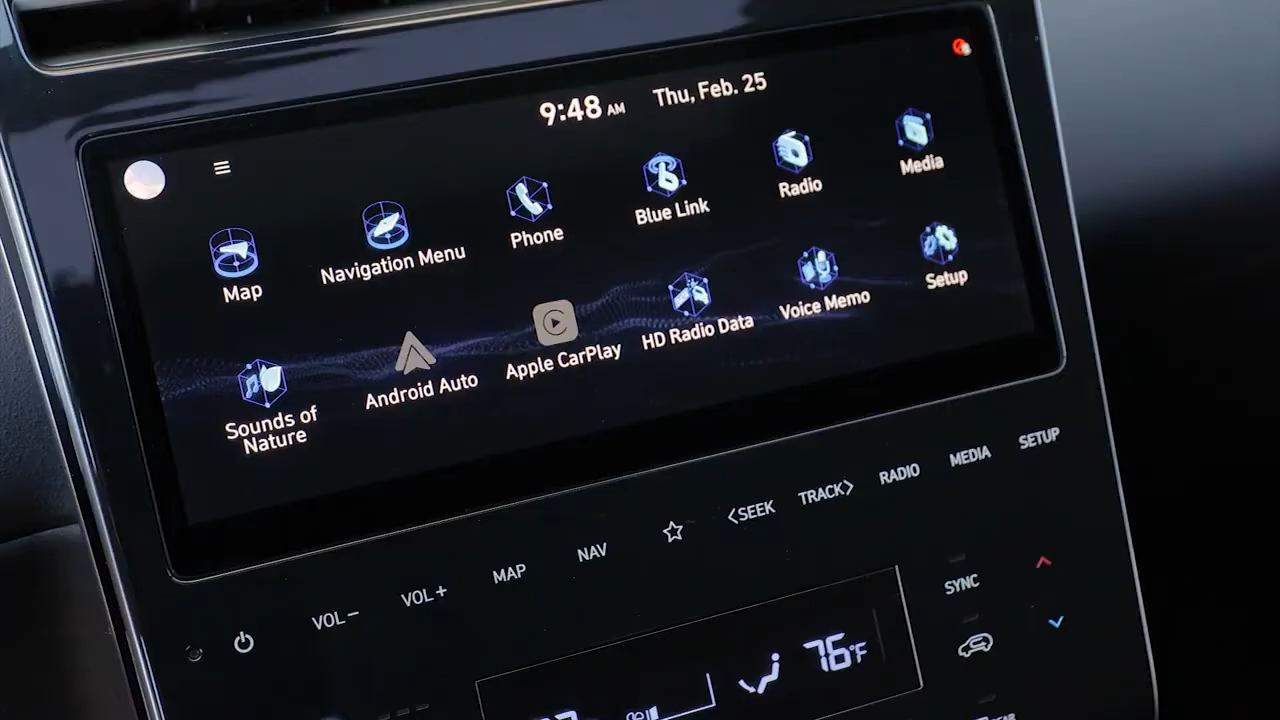 9:48 AM Thu, Feb. 25
Map
Navigation Menu
Phone
Blue Link
Radio
Media
Sounds of
Nature
Android Auto
Apple CarPlay
HD Radio Data
Voice Memo
Setup
VOL−
VOL+
MAP
NAV
<SEEK
TRACK>
RADIO
MEDIA
SETUP
SYNC
76°F